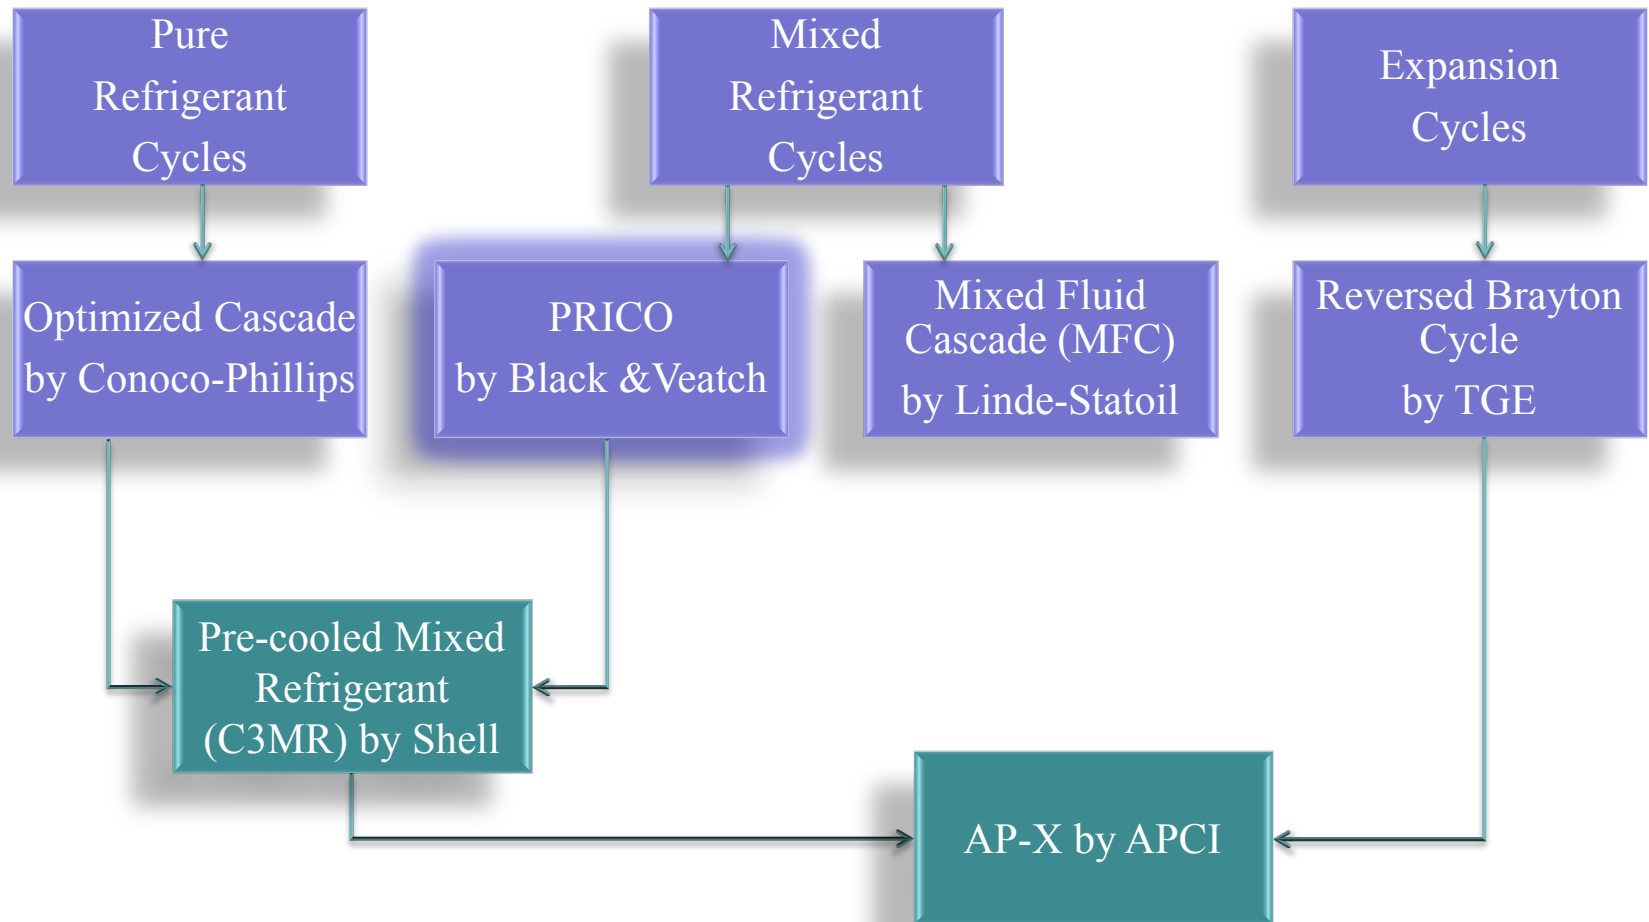 Pure
Refrigerant
Cycles
Mixed
Refrigerant
Cycles
Expansion
Cycles
Optimized Cascade
by Conoco-Phillips
PRICO
by Black &Veatch
Mixed Fluid
Cascade (MFC)
by Linde-Statoil
Reversed Brayton
Cycle
by TGE
Pre-cooled Mixed
Refrigerant
(C3MR) by Shell
AP-X by APCI